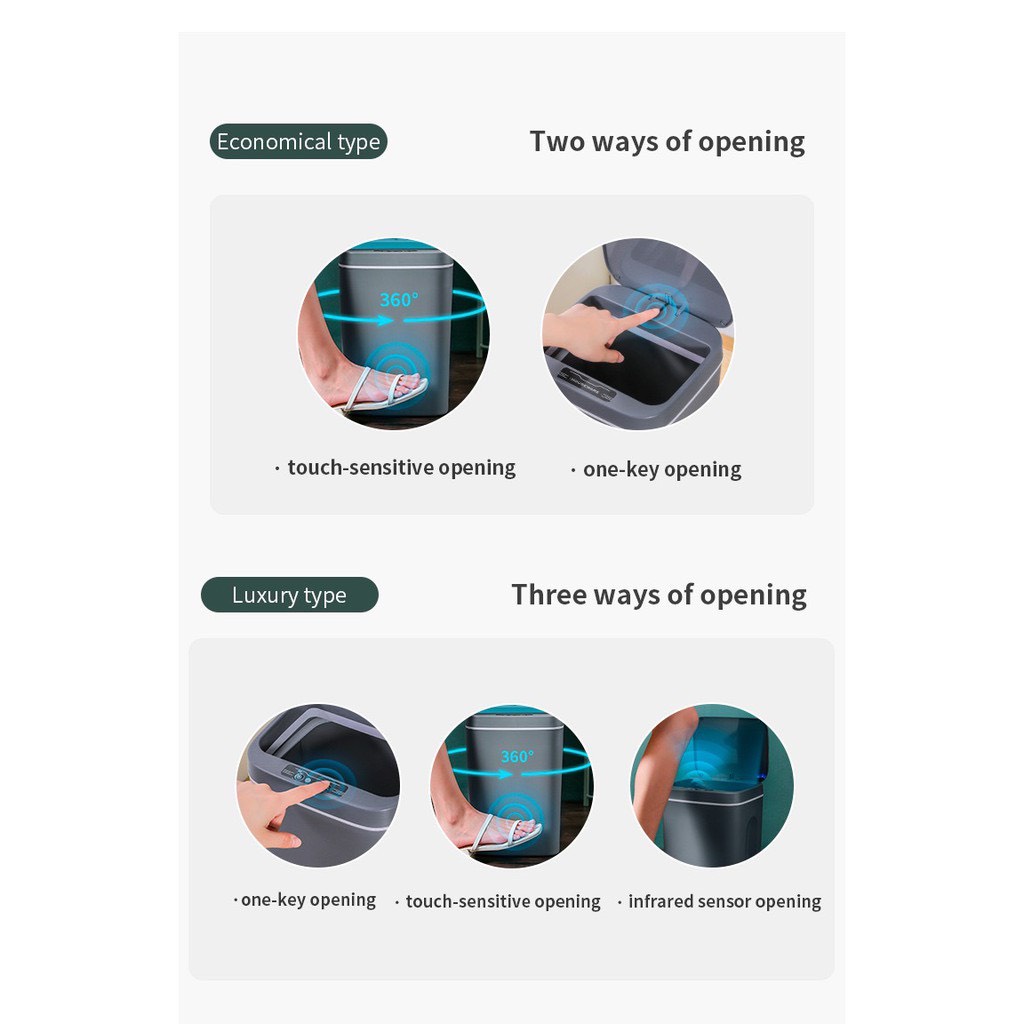 Economical type
Two ways of opening
360°
· touch-sensitive opening
· one-key opening
Luxury type
Three ways of opening
360°
·one-key opening
· touch-sensitive opening
· infrared sensor opening